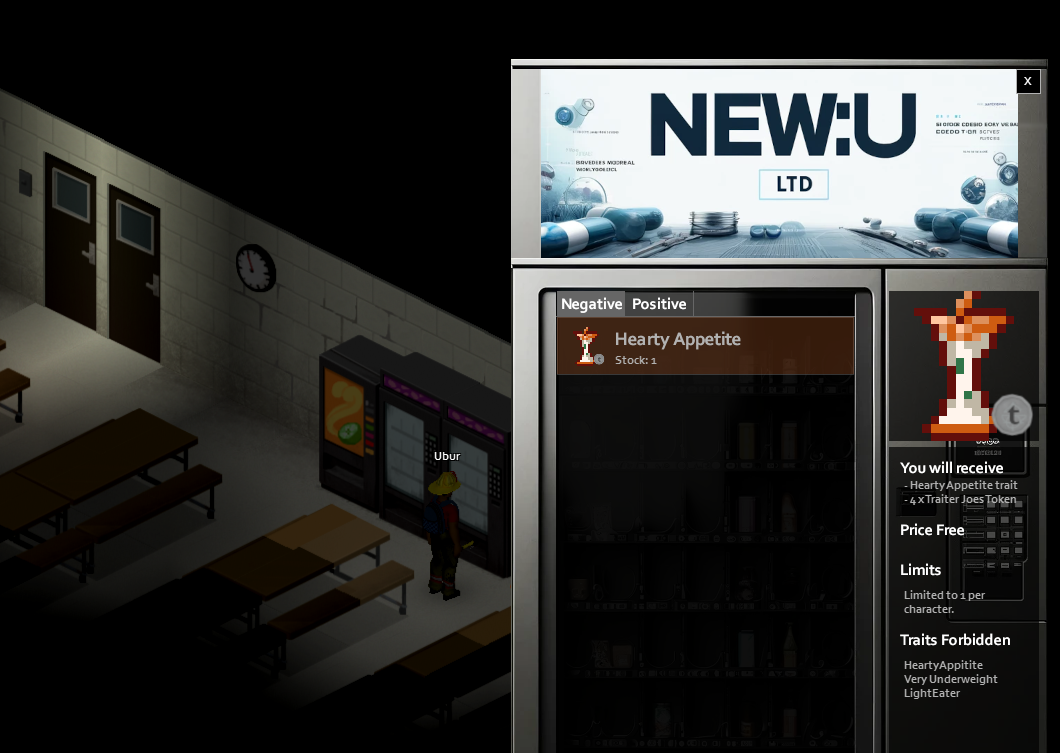 X
NEW:U
LTD
Negative Positive
Hearty Appetite
Stock: 1
Ubur
t
You will receive
- Hearty Appetite trait
- 4 x Traiter Joes Token
Price Free
Limits
Limited to 1 per
character.
Traits Forbidden
HeartyAppitite
Very Underweight
LightEater